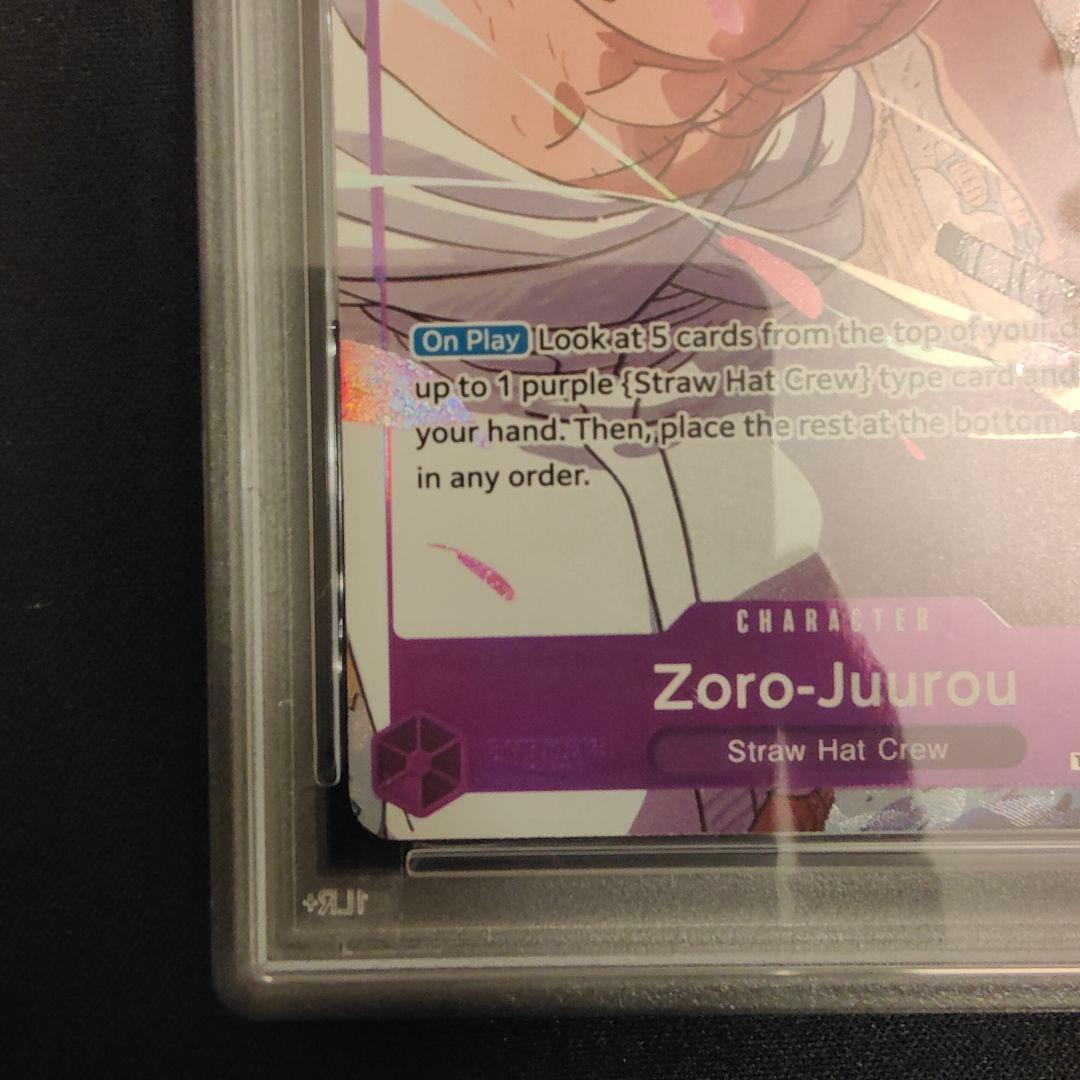 On Play Look at 5 cards from the top of your d
up to 1 purple {Straw Hat Crew} type card and
your hand. Then, place the rest at the bottom
in any order.
CHARACTER
Zoro-Juurou
Straw Hat Crew
1LR+